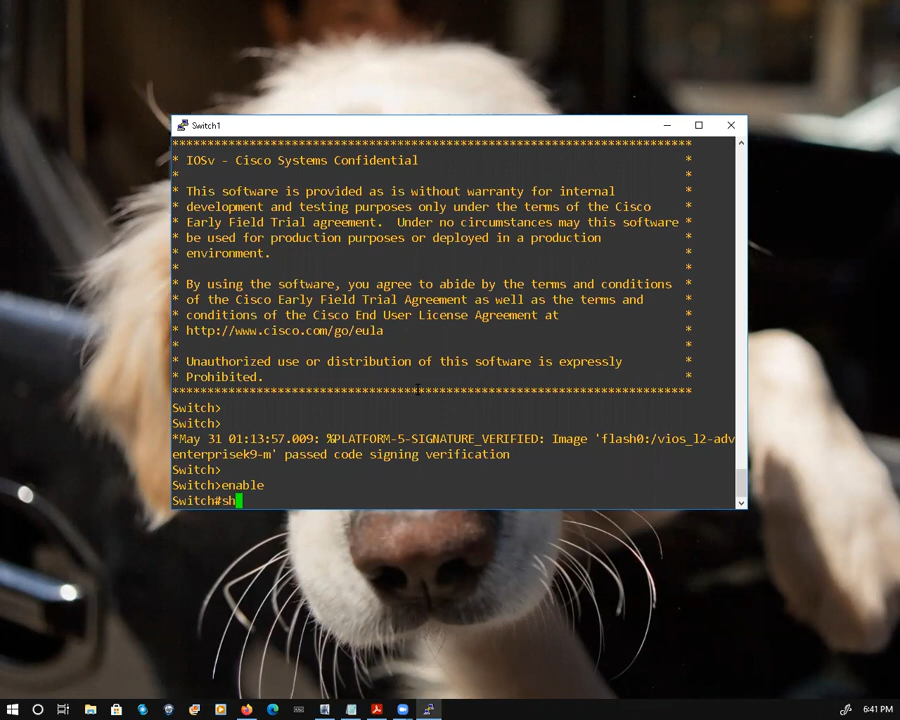 Switch1
************************************************************************** 
* IOSv - Cisco Systems Confidential *
* *
* This software is provided as is without warranty for internal *
* development and testing purposes only under the terms of the Cisco *
* Early Field Trial agreement. Under no circumstances may this software *
* be used for production purposes or deployed in a production *
* environment. *
* *
* By using the software, you agree to abide by the terms and conditions *
* of the Cisco Early Field Trial Agreement as well as the terms and *
* conditions of the Cisco End User License Agreement at *
* http://www.cisco.com/go/eula *
* *
* Unauthorized use or distribution of this software is expressly *
* Prohibited. *
**************************************************************************
Switch>
Switch>
*May 31 01:13:57.009: %PLATFORM-5-SIGNATURE_VERIFIED: Image 'flash0:/vios_l2-adv
enterprisek9-m' passed code signing verification
Switch>
Switch>enable
Switch#sh
6:41 PM